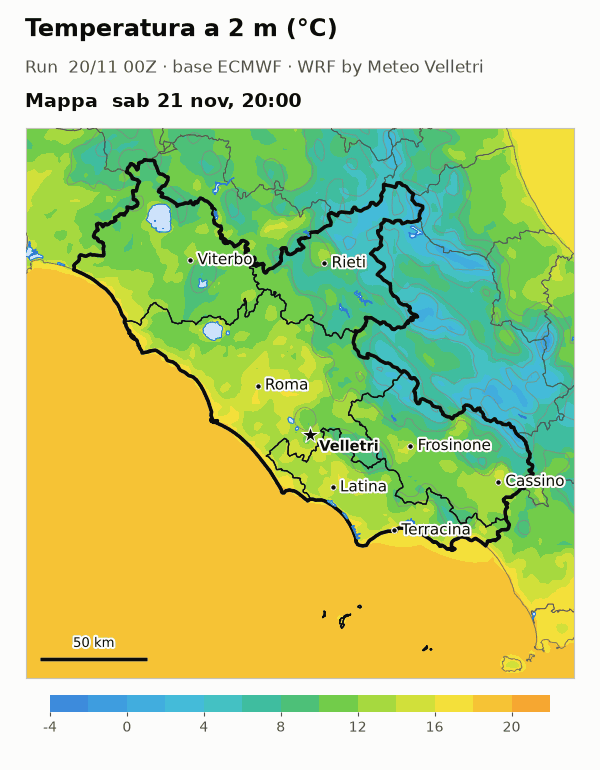 Temperatura a 2 m (°C)
Run  20/11 00Z · base ECMWF · WRF by Meteo Velletri
Mappa  sab 21 nov, 20:00
Viterbo
Rieti
Roma
Velletri
Frosinone
Latina
Cassino
Terracina
50 km
-4 0 4 8 12 16 20